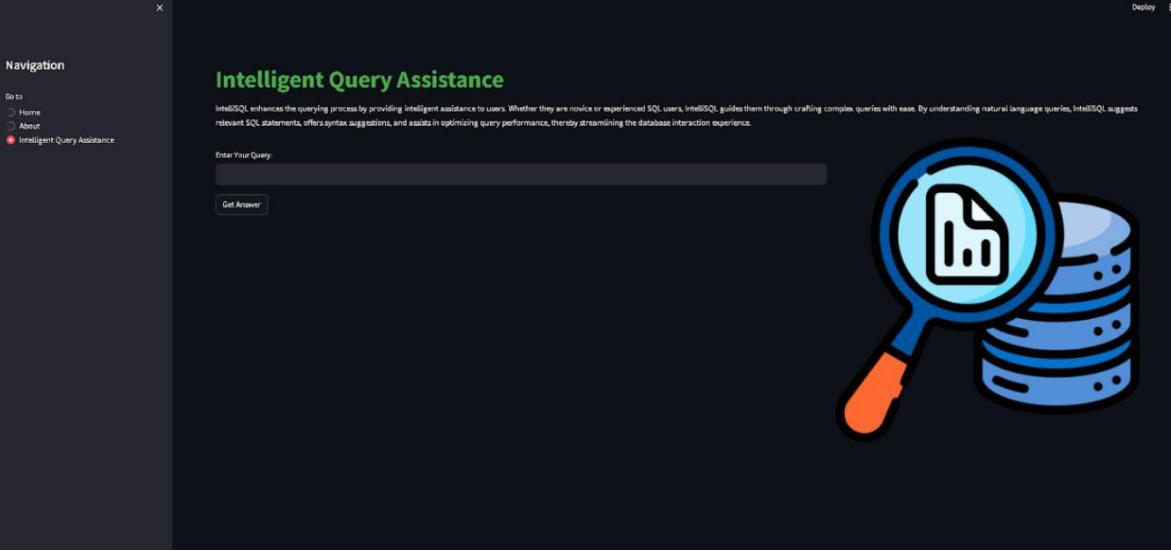 Deploy
Navigation
Go to
Home
About
Intelligent Query Assistance
Intelligent Query Assistance
IntelliSQL enhances the querying process by providing intelligent assistance to users. Whether they are novice or experienced SQL users, IntelliSQL guides them through crafting complex queries with ease. By understanding natural language queries, IntelliSQL suggests
relevant SQL statements, offers syntax suggestions, and assists in optimizing query performance, thereby streamlining the database interaction experience.
Enter Your Query:
Get Answer